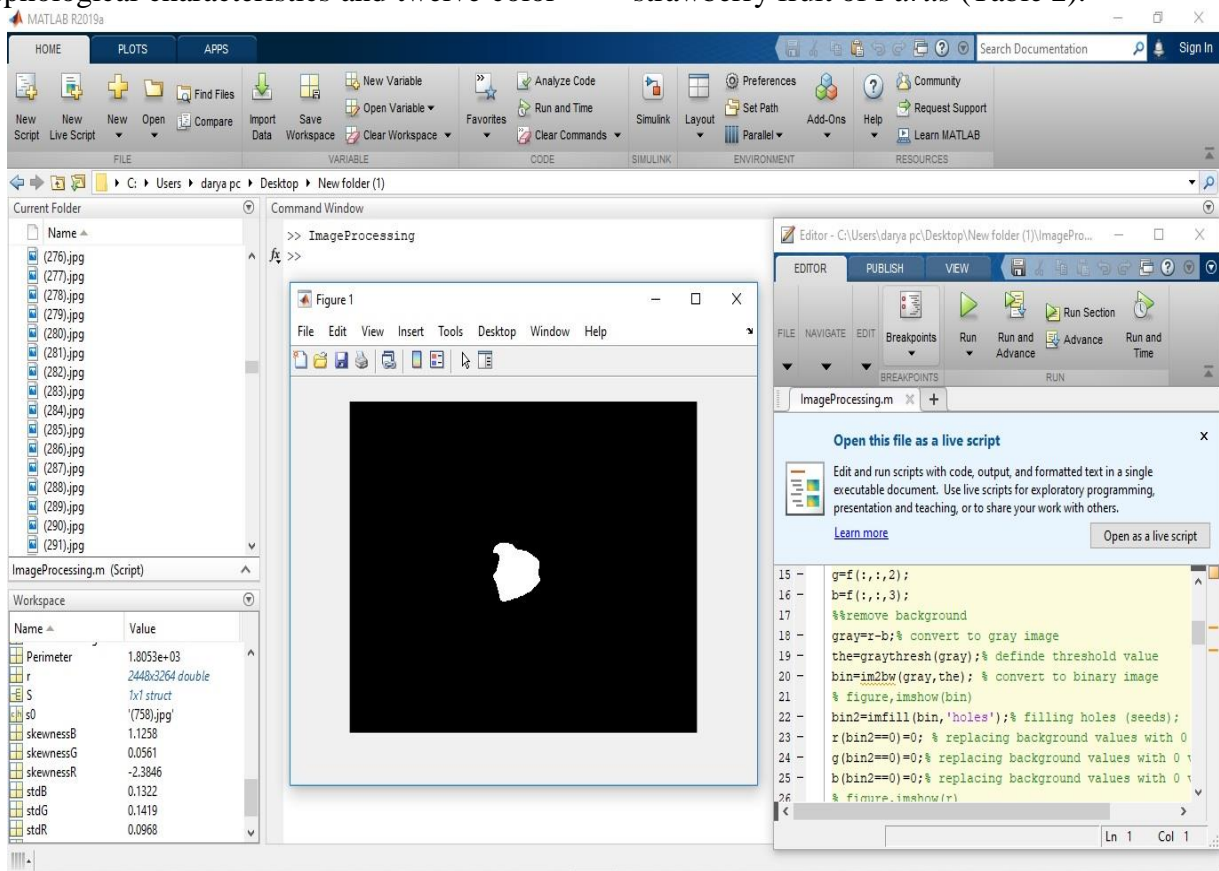 phological characteristics and twelve color strawberry fruit of Paras (Table 2).
MATLAB R2019a
HOME PLOTS APPS Search Documentation Sign In
New Script New Live Script New Open Find Files Compare Import Data Save Workspace New Variable Open Variable Clear Workspace Favorites Analyze Code Run and Time Clear Commands Simulink Layout Preferences Set Path Parallel Add-Ons Help Community Request Support Learn MATLAB
FILE VARIABLE CODE SIMULINK ENVIRONMENT RESOURCES
C: Users darya pc Desktop New folder (1)
Current Folder
Name
(276).jpg
(277).jpg
(278).jpg
(279).jpg
(280).jpg
(281).jpg
(282).jpg
(283).jpg
(284).jpg
(285).jpg
(286).jpg
(287).jpg
(288).jpg
(289).jpg
(290).jpg
(291).jpg
ImageProcessing.m (Script)
Workspace
Name Value
Perimeter 1.8053e+03
r 2448x3264 double
S 1x1 struct
s0 '(758).jpg'
skewnessB 1.1258
skewnessG 0.0561
skewnessR -2.3846
stdB 0.1322
stdG 0.1419
stdR 0.0968
Command Window
>> ImageProcessing
fx >>
Figure 1
File Edit View Insert Tools Desktop Window Help
Editor - C:\Users\darya pc\Desktop\New folder (1)\ImagePro...
EDITOR PUBLISH VIEW
FILE NAVIGATE EDIT Breakpoints Run Run and Advance Run Section Advance Run and Time
BREAKPOINTS RUN
ImageProcessing.m
Open this file as a live script
Edit and run scripts with code, output, and formatted text in a single
executable document. Use live scripts for exploratory programming,
presentation and teaching, or to share your work with others.
Learn more Open as a live script
15 - g=f(:,:,2);
16 - b=f(:,:,3);
17 %%remove background
18 - gray=r-b;% convert to gray image
19 - the=graythresh(gray);% definde threshold value
20 - bin=im2bw(gray,the); % convert to binary image
21 % figure,imshow(bin)
22 - bin2=imfill(bin,'holes');% filling holes (seeds);
23 - r(bin2==0)=0; % replacing background values with 0
24 - g(bin2==0)=0;% replacing background values with 0
25 - b(bin2==0)=0;% replacing background values with 0
26 % figure,imshow(r)
Ln 1 Col 1